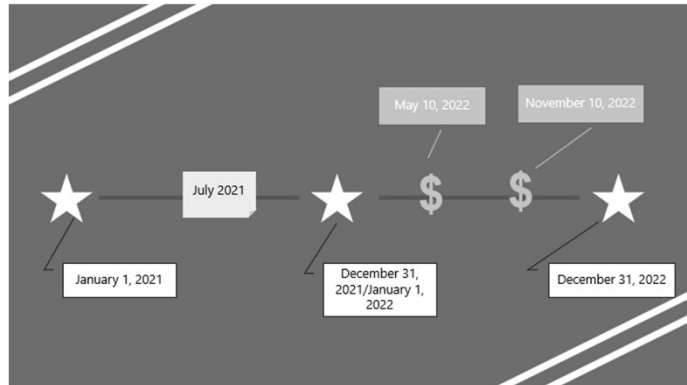 May 10, 2022
November 10, 2022
July 2021
$
$
January 1, 2021
December 31,
2021/January 1,
2022
December 31, 2022